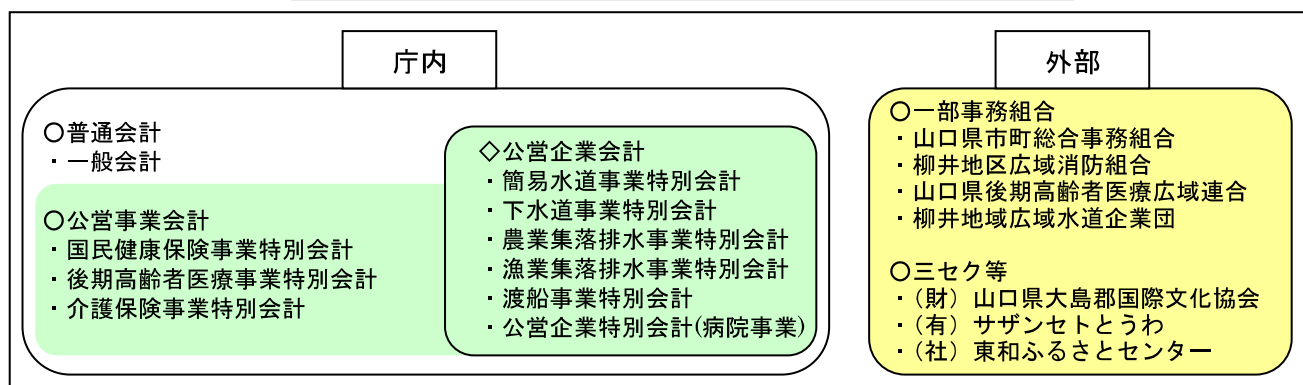 庁内
○普通会計
・一般会計
○公営事業会計
・国民健康保険事業特別会計
・後期高齢者医療事業特別会計
・介護保険事業特別会計
◇公営企業会計
・簡易水道事業特別会計
・下水道事業特別会計
・農業集落排水事業特別会計
・漁業集落排水事業特別会計
・渡船事業特別会計
・公営企業特別会計(病院事業)
外部
○一部事務組合
・山口県市町総合事務組合
・柳井地区広域消防組合
・山口県後期高齢者医療広域連合
・柳井地域広域水道企業団
○三セク等
・（財）山口県大島郡国際文化協会
・（有）サザンセトとうわ
・（社）東和ふるさとセンター